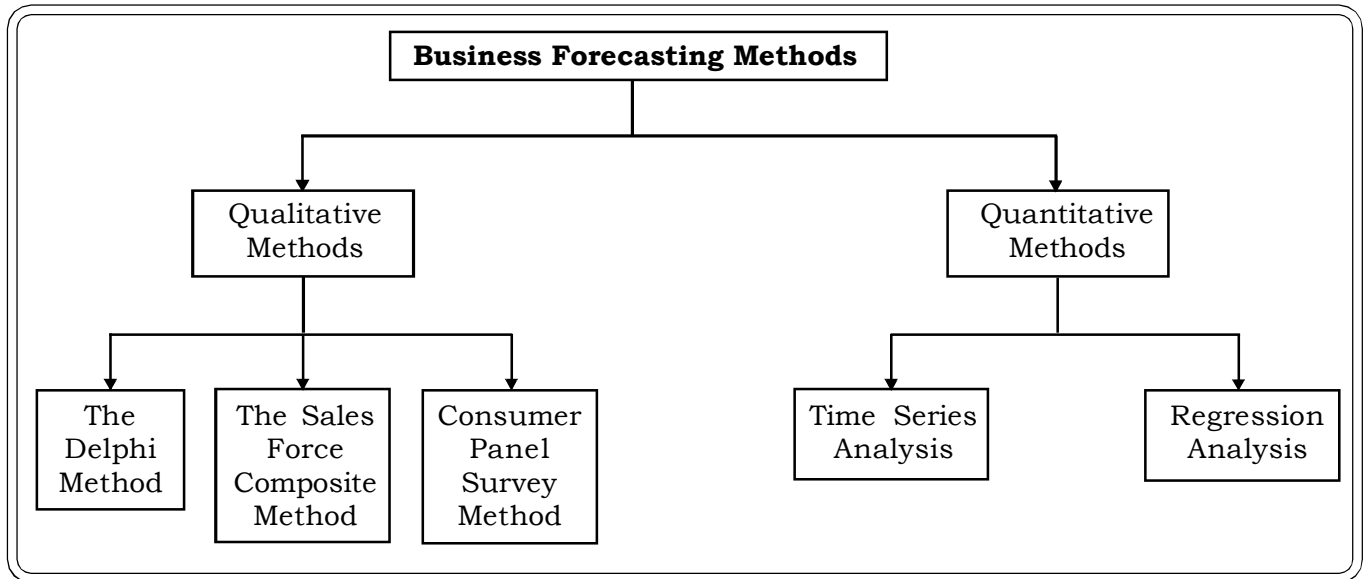 Business Forecasting Methods
Qualitative
Methods
Quantitative
Methods
The
Delphi
Method
The Sales
Force
Composite
Method
Consumer
Panel
Survey
Method
Time Series
Analysis
Regression
Analysis